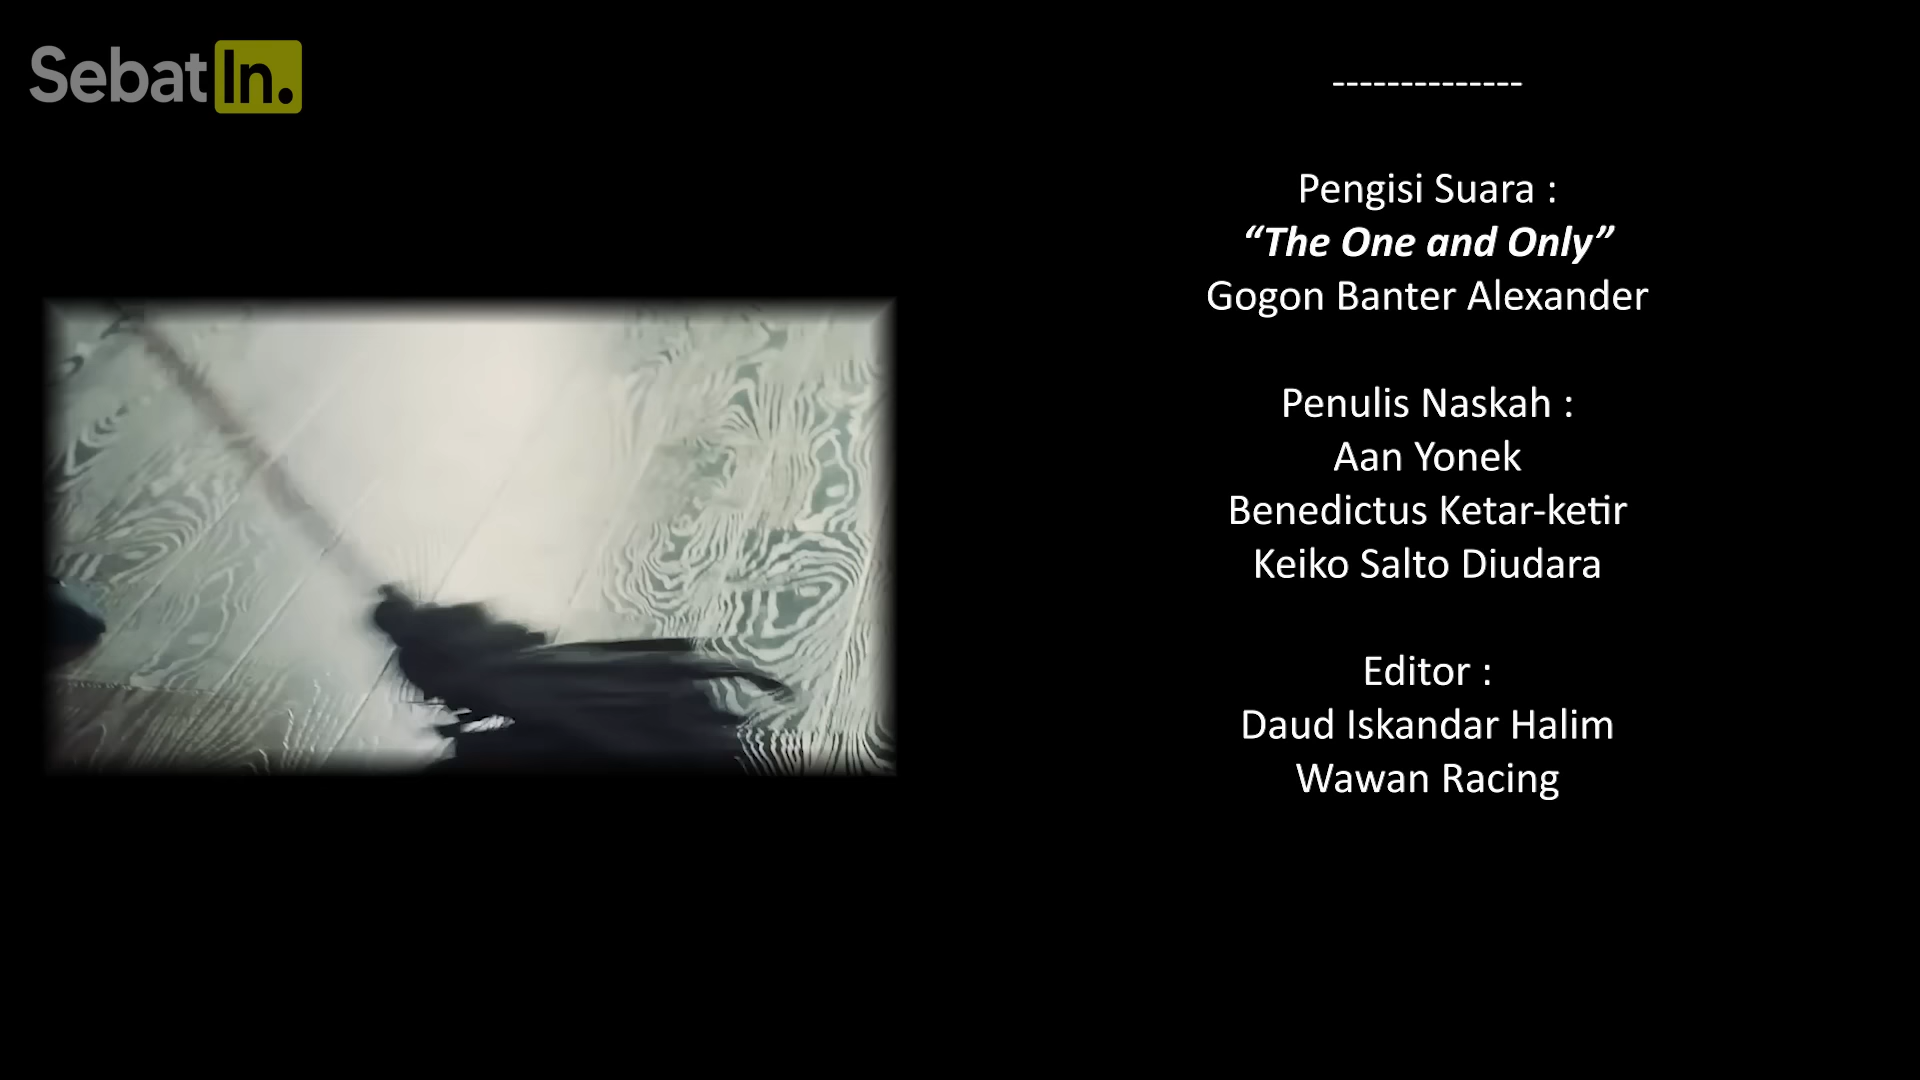 SebatIn.
--------------
Pengisi Suara :
“The One and Only”
Gogon Banter Alexander
Penulis Naskah :
Aan Yonek
Benedictus Ketar-ketir
Keiko Salto Diudara
Editor :
Daud Iskandar Halim
Wawan Racing